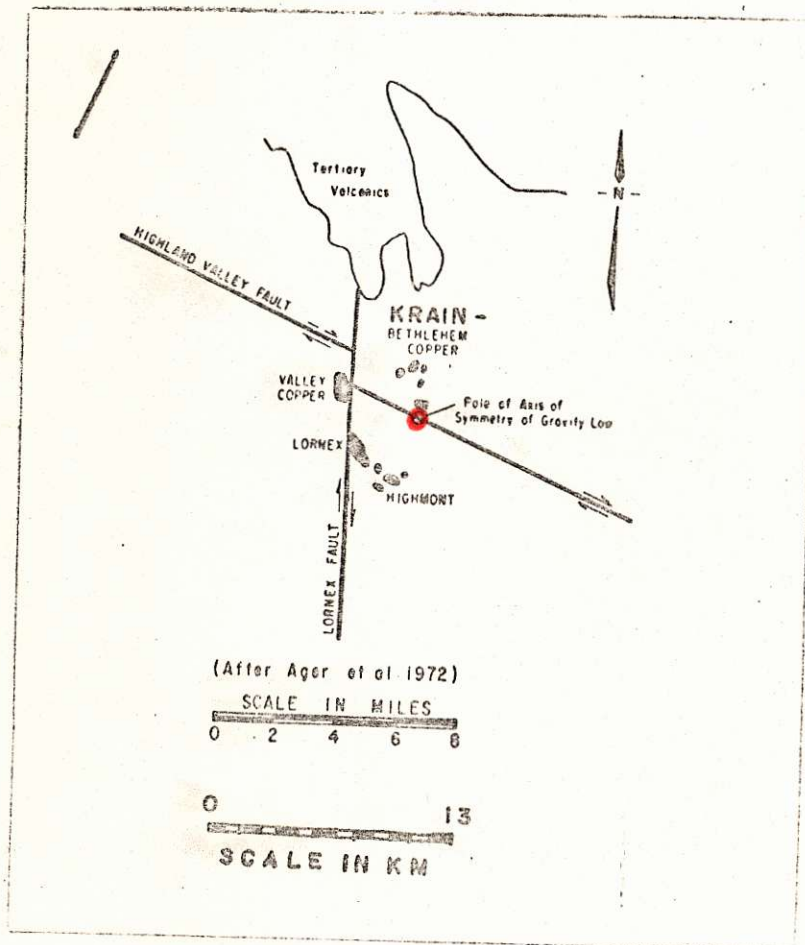 Tertiary
Volcanics
- N -
HIGHLAND VALLEY FAULT
KRAIN -
BETHLEHEM
COPPER
VALLEY
COPPER
Pole of Axis of
Symmetry of Gravity Low
LORNEX
HIGHMONT
LORNEX FAULT
(After Ager et al 1972)
SCALE IN MILES
0 2 4 6 8
0 13
SCALE IN KM